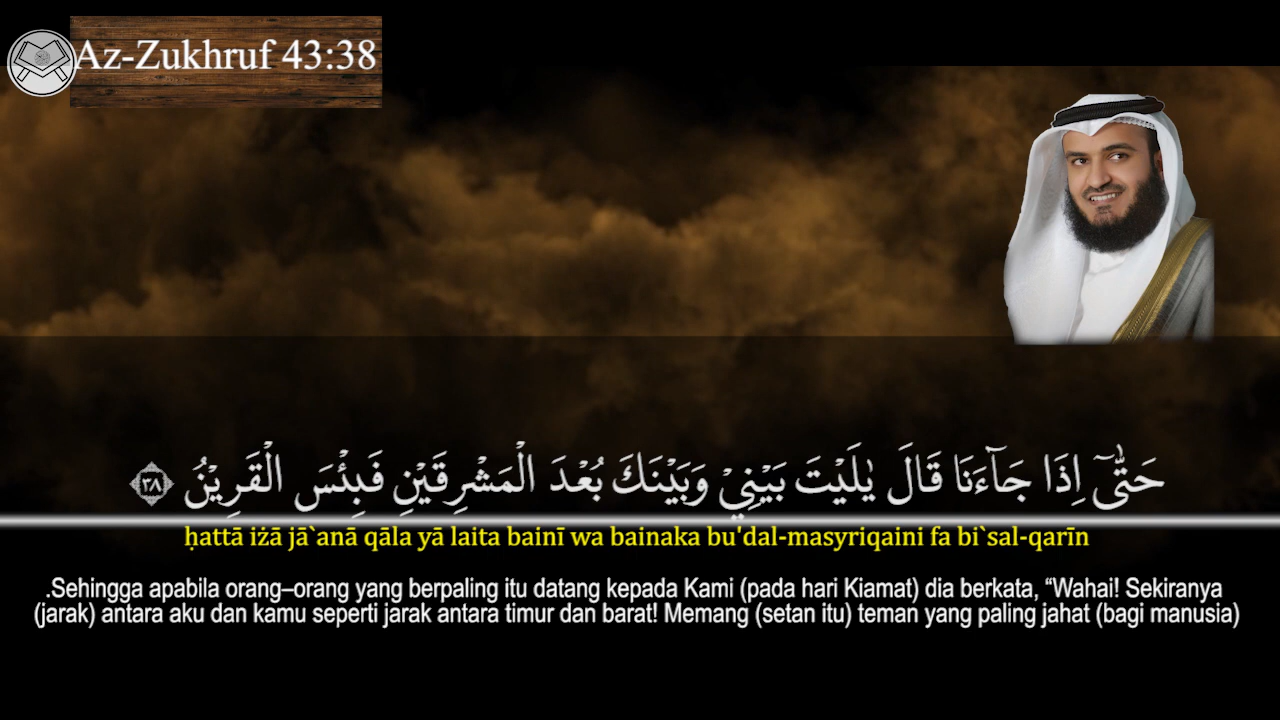 Az-Zukhruf 43:38
حَتّٰٓى اِذَا جَاۤءَنَا قَالَ يٰلَيْتَ بَيْنِيْ وَبَيْنَكَ بُعْدَ الْمَشْرِقَيْنِ فَبِئْسَ الْقَرِيْنُ ٣٨
ḥattā iżā jā`anā qāla yā laita bainī wa bainaka bu'dal-masyriqaini fa bi`sal-qarīn
.Sehingga apabila orang–orang yang berpaling itu datang kepada Kami (pada hari Kiamat) dia berkata, “Wahai! Sekiranya
(jarak) antara aku dan kamu seperti jarak antara timur dan barat! Memang (setan itu) teman yang paling jahat (bagi manusia)